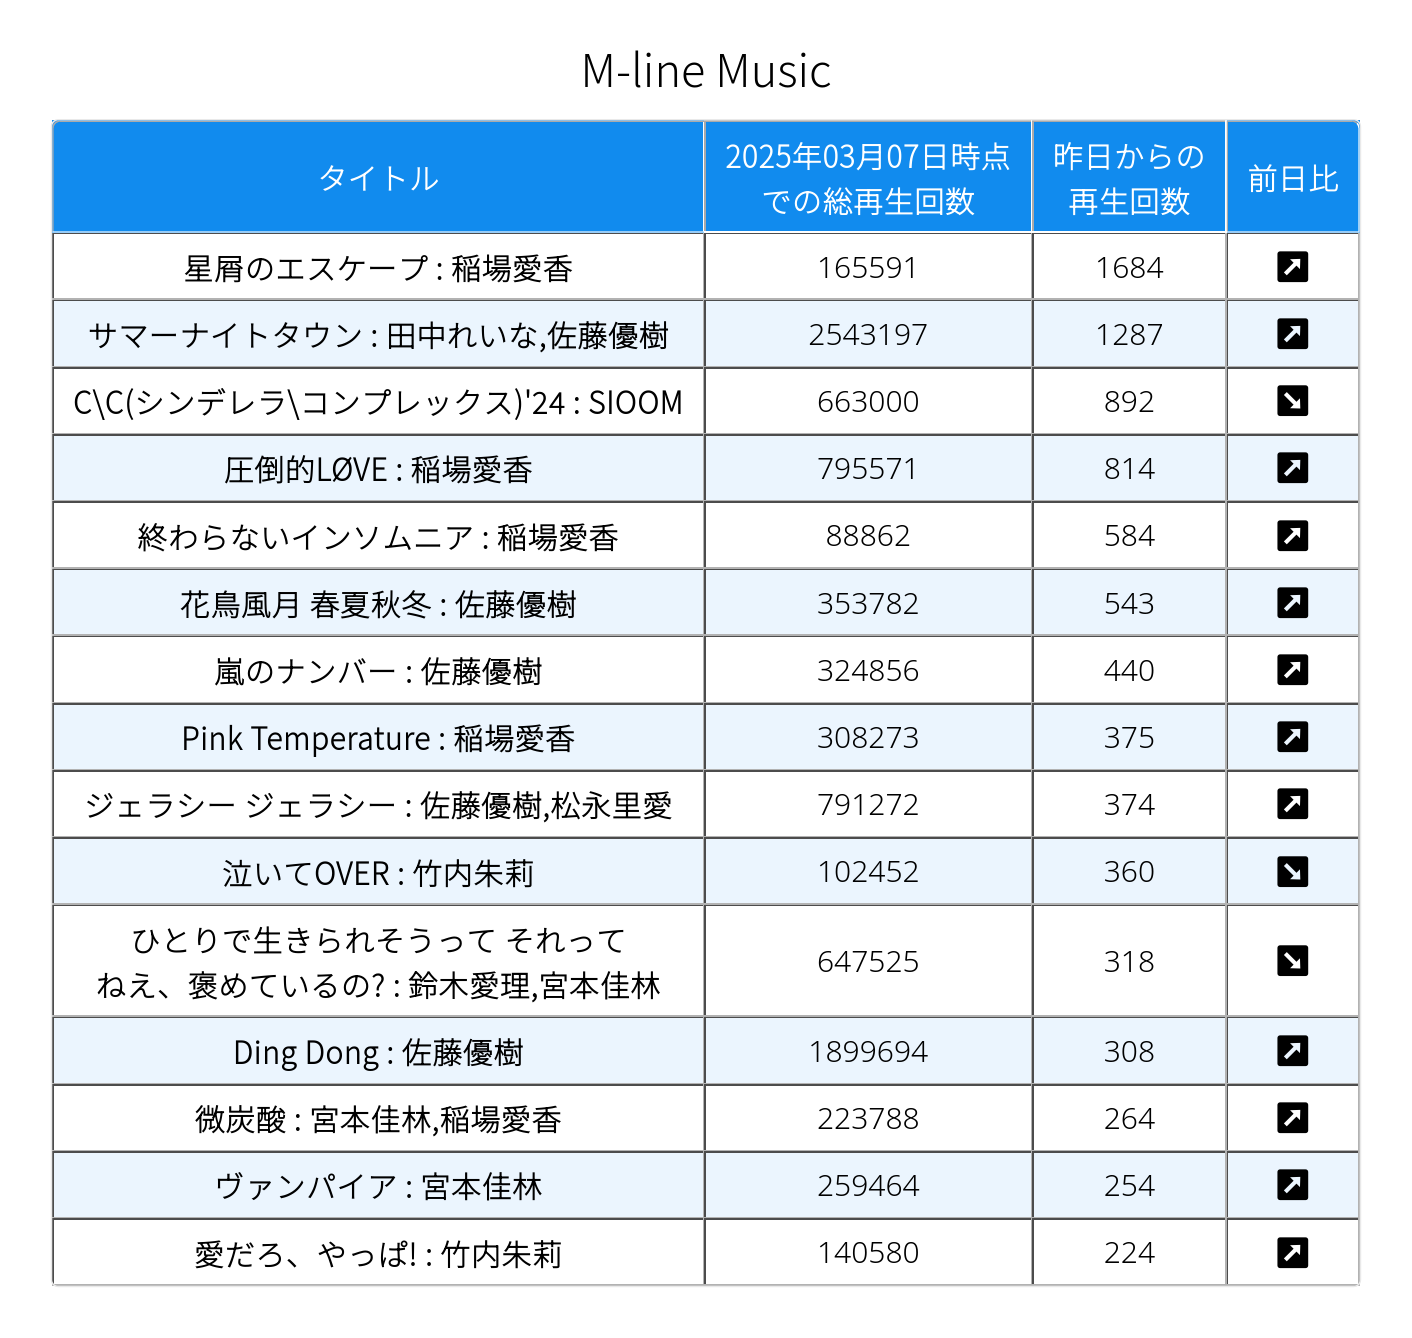 M-line Music
タイトル
2025年03月07日時点
での総再生回数
昨日からの
再生回数
前日比
星屑のエスケープ : 稲場愛香 165591 1684
サマーナイトタウン : 田中れいな,佐藤優樹 2543197 1287
C\C(シンデレラ\コンプレックス)'24 : SIOOM 663000 892
圧倒的LØVE : 稲場愛香 795571 814
終わらないインソムニア : 稲場愛香 88862 584
花鳥風月 春夏秋冬 : 佐藤優樹 353782 543
嵐のナンバー : 佐藤優樹 324856 440
Pink Temperature : 稲場愛香 308273 375
ジェラシー ジェラシー : 佐藤優樹,松永里愛 791272 374
泣いてOVER : 竹内朱莉 102452 360
ひとりで生きられそうって それって
ねえ、褒めているの? : 鈴木愛理,宮本佳林 647525 318
Ding Dong : 佐藤優樹 1899694 308
微炭酸 : 宮本佳林,稲場愛香 223788 264
ヴァンパイア : 宮本佳林 259464 254
愛だろ、やっぱ! : 竹内朱莉 140580 224